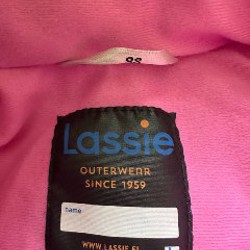 98
Lassie
OUTERWEAR
SINCE 1959
name
WWW.LASSIE.FI